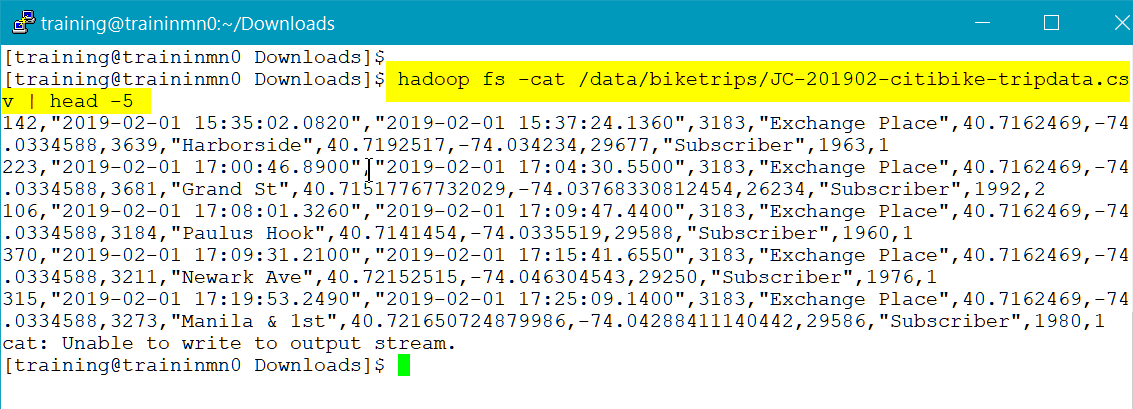 training@traininmn0:~/Downloads
[training@traininmn0 Downloads]$
[training@traininmn0 Downloads]$ hadoop fs -cat /data/biketrips/JC-201902-citibike-tripdata.cs
v | head -5
142,"2019-02-01 15:35:02.0820","2019-02-01 15:37:24.1360",3183,"Exchange Place",40.7162469,-74
.0334588,3639,"Harborside",40.7192517,-74.034234,29677,"Subscriber",1963,1
223,"2019-02-01 17:00:46.8900","2019-02-01 17:04:30.5500",3183,"Exchange Place",40.7162469,-74
.0334588,3681,"Grand St",40.71517767732029,-74.03768330812454,26234,"Subscriber",1992,2
106,"2019-02-01 17:08:01.3260","2019-02-01 17:09:47.4400",3183,"Exchange Place",40.7162469,-74
.0334588,3184,"Paulus Hook",40.7141454,-74.0335519,29588,"Subscriber",1960,1
370,"2019-02-01 17:09:31.2100","2019-02-01 17:15:41.6550",3183,"Exchange Place",40.7162469,-74
.0334588,3211,"Newark Ave",40.72152515,-74.046304543,29250,"Subscriber",1976,1
315,"2019-02-01 17:19:53.2490","2019-02-01 17:25:09.1400",3183,"Exchange Place",40.7162469,-74
.0334588,3273,"Manila & 1st",40.721650724879986,-74.04288411140442,29586,"Subscriber",1980,1
cat: Unable to write to output stream.
[training@traininmn0 Downloads]$